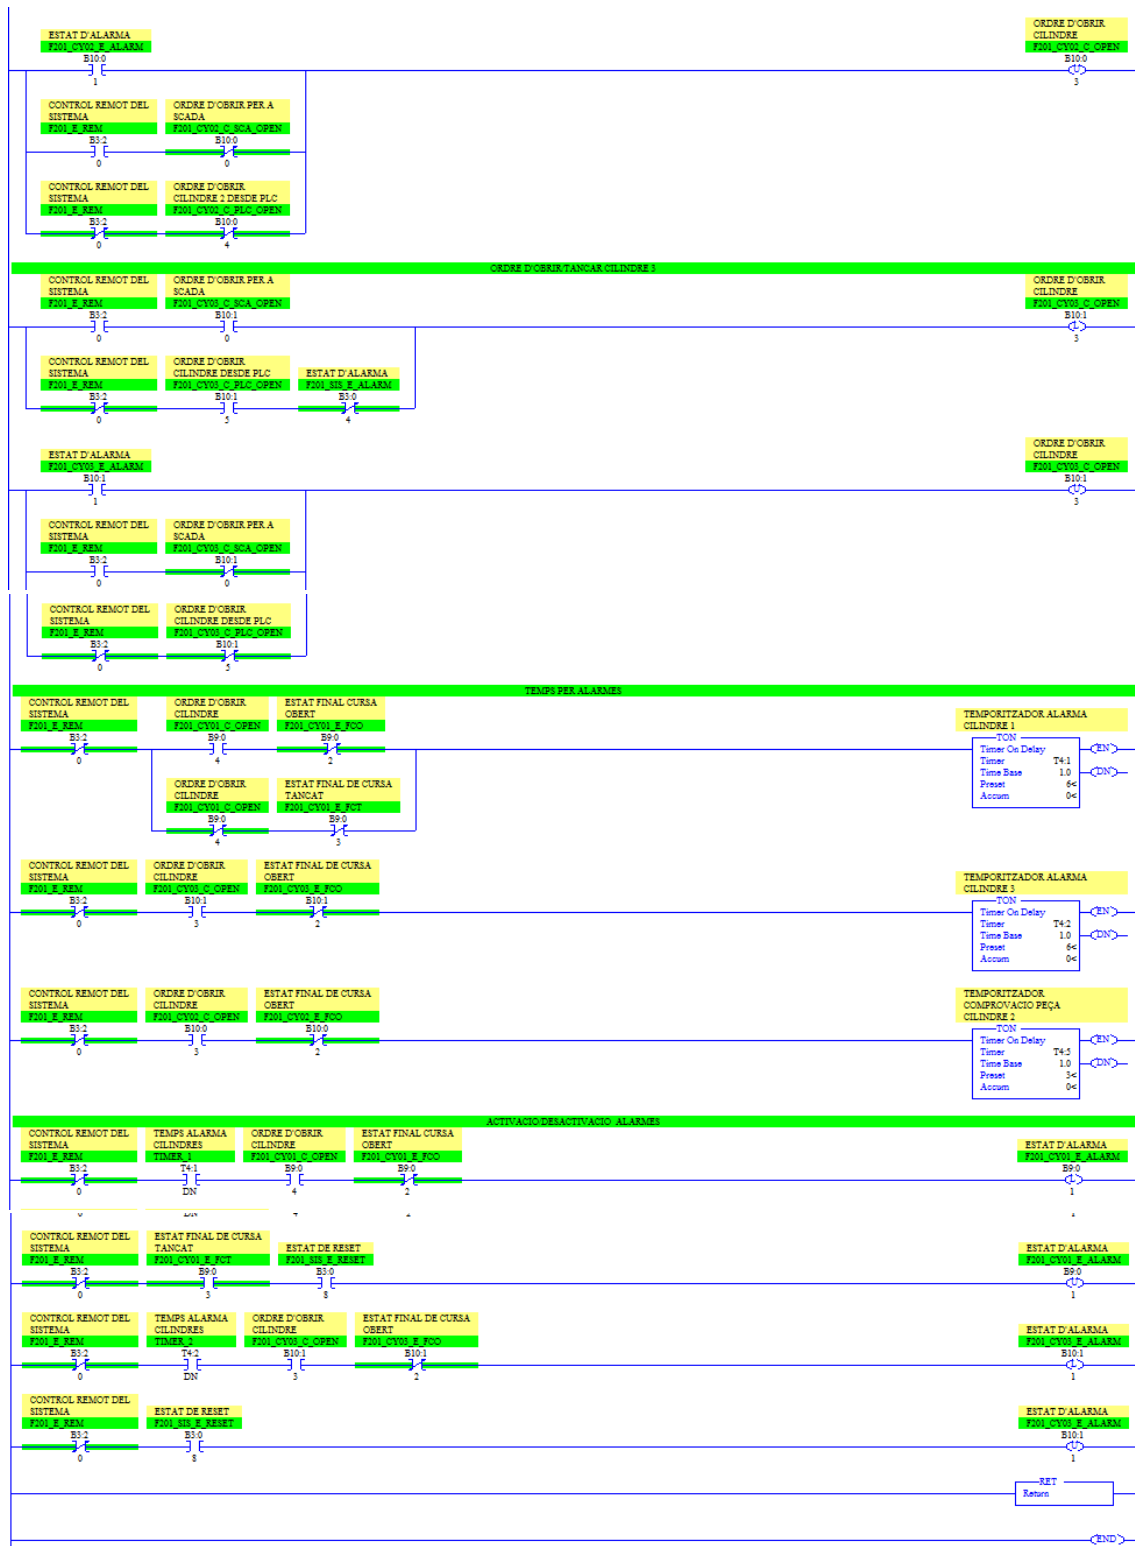 ESTAT D'ALARMA
F201_CY02_E_ALARM
B10:0
1
ORDRE D'OBRIR
CILINDRE
F201_CY02_C_OPEN
B10:0
U
3
CONTROL REMOT DEL
SISTEMA
F201_E_REM
B3:2
0
ORDRE D'OBRIR PER A
SCADA
F201_CY02_C_SCA_OPEN
B10:0
0
CONTROL REMOT DEL
SISTEMA
F201_E_REM
B3:2
0
ORDRE D'OBRIR
CILINDRE 2 DESDE PLC
F201_CY02_C_PLC_OPEN
B10:0
4
ORDRE D'OBRIR/TANCAR CILINDRE 3
CONTROL REMOT DEL
SISTEMA
F201_E_REM
B3:2
0
ORDRE D'OBRIR PER A
SCADA
F201_CY03_C_SCA_OPEN
B10:1
0
ORDRE D'OBRIR
CILINDRE
F201_CY03_C_OPEN
B10:1
L
3
CONTROL REMOT DEL
SISTEMA
F201_E_REM
B3:2
0
ORDRE D'OBRIR
CILINDRE DESDE PLC
F201_CY03_C_PLC_OPEN
B10:1
5
ESTAT D'ALARMA
F201_SIS_E_ALARM
B3:0
4
ESTAT D'ALARMA
F201_CY03_E_ALARM
B10:1
1
ORDRE D'OBRIR
CILINDRE
F201_CY03_C_OPEN
B10:1
U
3
CONTROL REMOT DEL
SISTEMA
F201_E_REM
B3:2
0
ORDRE D'OBRIR PER A
SCADA
F201_CY03_C_SCA_OPEN
B10:1
0
CONTROL REMOT DEL
SISTEMA
F201_E_REM
B3:2
0
ORDRE D'OBRIR
CILINDRE DESDE PLC
F201_CY03_C_PLC_OPEN
B10:1
5
TEMPS PER ALARMES
CONTROL REMOT DEL
SISTEMA
F201_E_REM
B3:2
0
ORDRE D'OBRIR
CILINDRE
F201_CY01_C_OPEN
B9:0
4
ESTAT FINAL CURSA
OBERT
F201_CY01_E_FCO
B9:0
2
TEMPORITZADOR ALARMA
CILINDRE 1
TON
Timer On Delay
Timer T4:1
Time Base 1.0
Preset 6<
Accum 0<
EN
DN
ORDRE D'OBRIR
CILINDRE
F201_CY01_C_OPEN
B9:0
4
ESTAT FINAL DE CURSA
TANCAT
F201_CY01_E_FCT
B9:0
3
CONTROL REMOT DEL
SISTEMA
F201_E_REM
B3:2
0
ORDRE D'OBRIR
CILINDRE
F201_CY03_C_OPEN
B10:1
3
ESTAT FINAL DE CURSA
OBERT
F201_CY03_E_FCO
B10:1
2
TEMPORITZADOR ALARMA
CILINDRE 3
TON
Timer On Delay
Timer T4:2
Time Base 1.0
Preset 6<
Accum 0<
EN
DN
CONTROL REMOT DEL
SISTEMA
F201_E_REM
B3:2
0
ORDRE D'OBRIR
CILINDRE
F201_CY02_C_OPEN
B10:0
3
ESTAT FINAL DE CURSA
OBERT
F201_CY02_E_FCO
B10:0
2
TEMPORITZADOR
COMPROVACIO PEÇA
CILINDRE 2
TON
Timer On Delay
Timer T4:5
Time Base 1.0
Preset 3<
Accum 0<
EN
DN
ACTIVACIO/DESACTIVACIO ALARMES
CONTROL REMOT DEL
SISTEMA
F201_E_REM
B3:2
0
TEMPS ALARMA
CILINDRES
TIMER_1
T4:1
DN
ORDRE D'OBRIR
CILINDRE
F201_CY01_C_OPEN
B9:0
4
ESTAT FINAL CURSA
OBERT
F201_CY01_E_FCO
B9:0
2
ESTAT D'ALARMA
F201_CY01_E_ALARM
B9:0
L
1
CONTROL REMOT DEL
SISTEMA
F201_E_REM
B3:2
0
ESTAT FINAL DE CURSA
TANCAT
F201_CY01_E_FCT
B9:0
3
ESTAT DE RESET
F201_SIS_E_RESET
B3:0
8
ESTAT D'ALARMA
F201_CY01_E_ALARM
B9:0
U
1
CONTROL REMOT DEL
SISTEMA
F201_E_REM
B3:2
0
TEMPS ALARMA
CILINDRES
TIMER_2
T4:2
DN
ORDRE D'OBRIR
CILINDRE
F201_CY03_C_OPEN
B10:1
3
ESTAT FINAL DE CURSA
OBERT
F201_CY03_E_FCO
B10:1
2
ESTAT D'ALARMA
F201_CY03_E_ALARM
B10:1
L
1
CONTROL REMOT DEL
SISTEMA
F201_E_REM
B3:2
0
ESTAT DE RESET
F201_SIS_E_RESET
B3:0
8
ESTAT D'ALARMA
F201_CY03_E_ALARM
B10:1
U
1
RET
Return
END